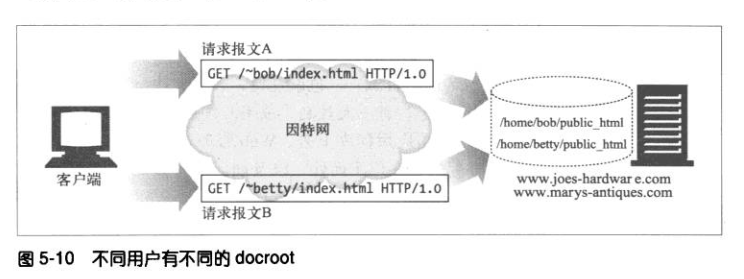 请求报文A
GET /~bob/index.html HTTP/1.0
因特网
/home/bob/public_html
/home/betty/public_html
客户端
GET /~betty/index.html HTTP/1.0
www.joes-hardwar e.com
www.marys-antiques.com
请求报文B
图 5-10 不同用户有不同的 docroot